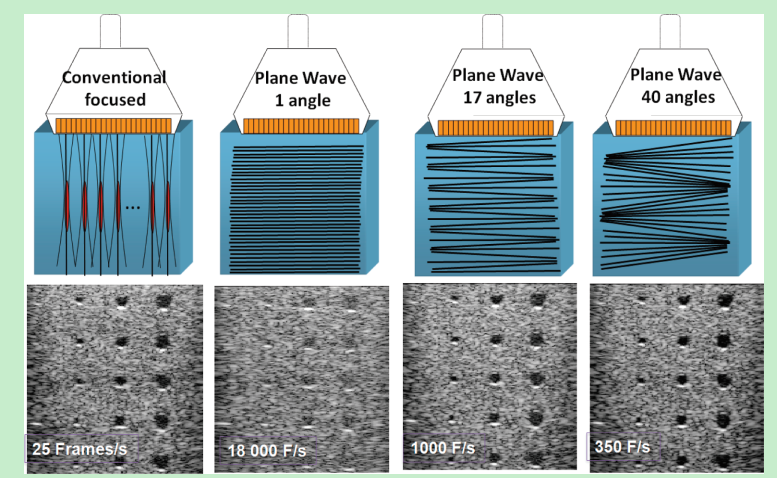 Conventional
focused
Plane Wave
1 angle
Plane Wave
17 angles
Plane Wave
40 angles
...
25 Frames/s
18 000 F/s
1000 F/s
350 F/s